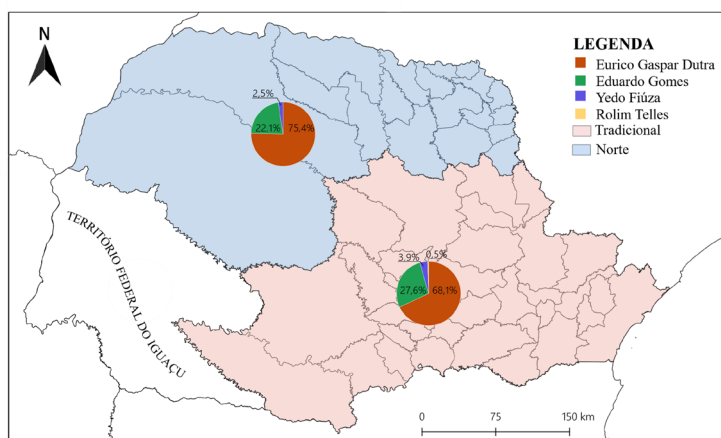 N
LEGENDA
Eurico Gaspar Dutra
Eduardo Gomes
Yedo Fiúza
Rolim Telles
Tradicional
Norte
2,5%
22,1%
75,4%
TERRITÓRIO FEDERAL DO IGUAÇU
3,9%
0,5%
27,6%
68,1%
0
75
150 km